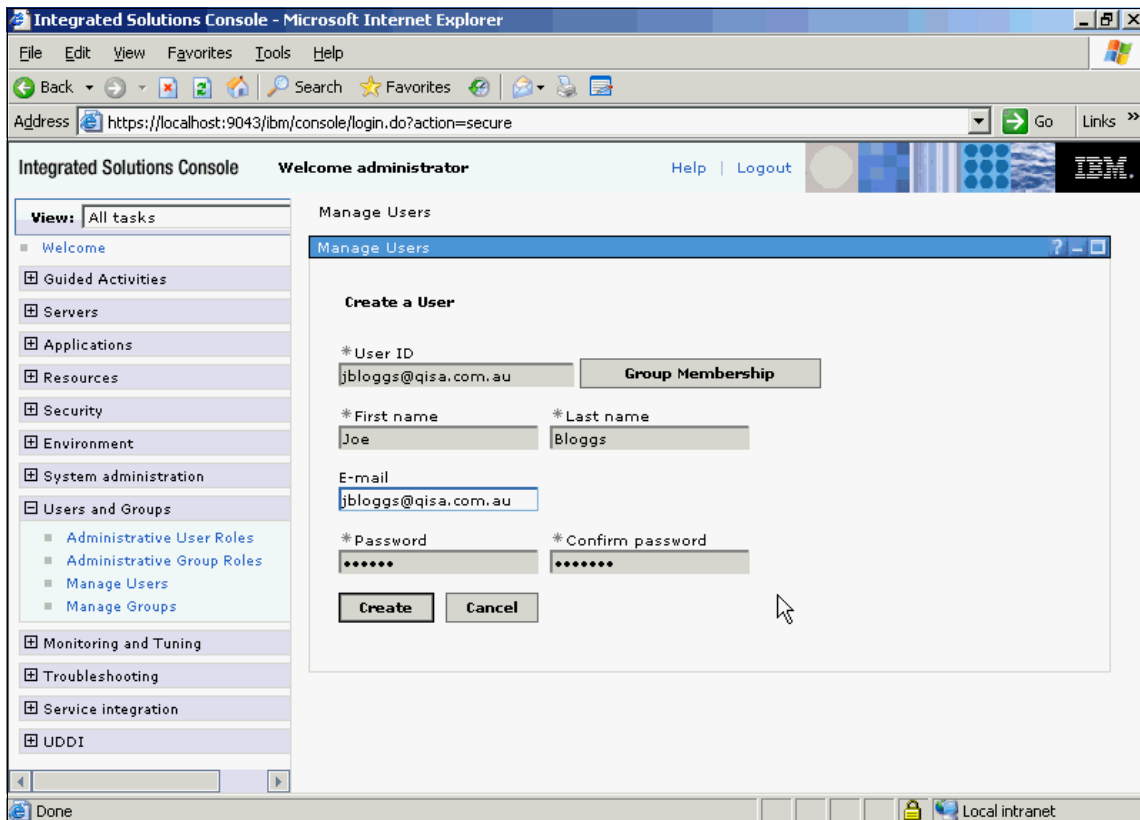 Integrated Solutions Console - Microsoft Internet Explorer
File Edit View Favorites Tools Help
Back Search Favorites
Address https://localhost:9043/ibm/console/login.do?action=secure Go Links »
Integrated Solutions Console Welcome administrator Help | Logout IBM.
View: All tasks
Welcome
Guided Activities
Servers
Applications
Resources
Security
Environment
System administration
Users and Groups
Administrative User Roles
Administrative Group Roles
Manage Users
Manage Groups
Monitoring and Tuning
Troubleshooting
Service integration
UDDI
Manage Users
Manage Users ?
Create a User
*User ID
jbloggs@qisa.com.au Group Membership
*First name *Last name
Joe Bloggs
E-mail
jbloggs@qisa.com.au
*Password *Confirm password
•••••• •••••••
Create Cancel
Done Local intranet